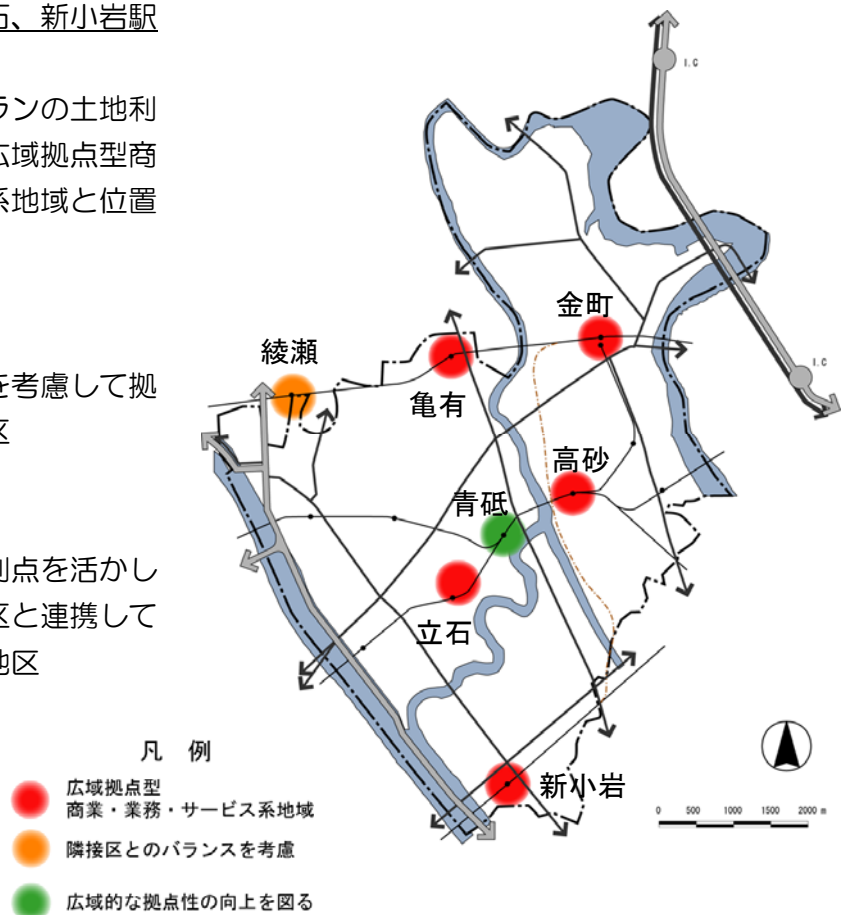 石、新小岩駅
ランの土地利
広域拠点型商
系地域と位置
を考慮して拠
区
利点を活かし
区と連携して
地区
I.C
金町
綾瀬
亀有
I.C
高砂
青砥
立石
新小岩
0 500 1000 1500 2000 m
凡 例
広域拠点型
商業・業務・サービス系地域
隣接区とのバランスを考慮
広域的な拠点性の向上を図る